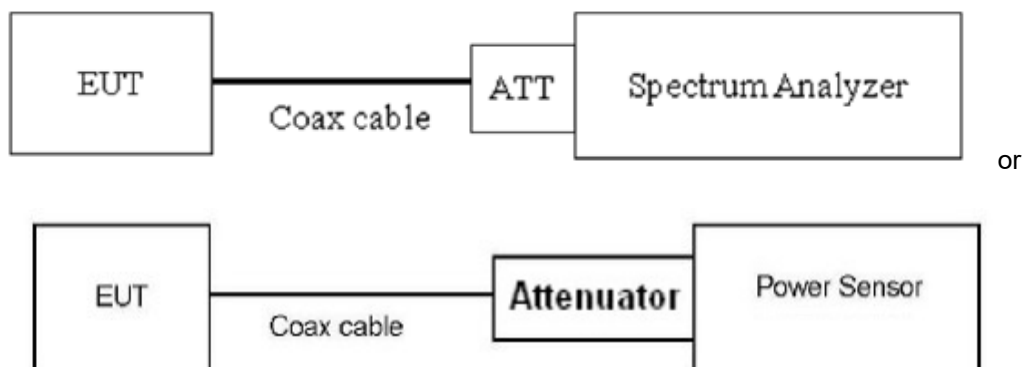 EUT
ATT
Spectrum Analyzer
Coax cable
or
EUT
Attenuator
Power Sensor
Coax cable